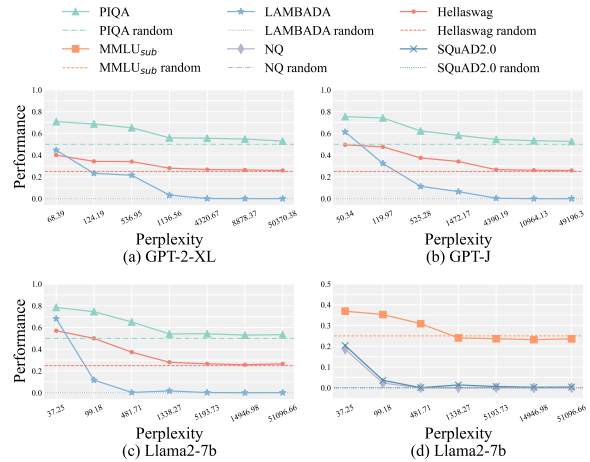 PIQA LAMBADA Hellaswag
PIQA random LAMBADA random Hellaswag random
MMLU_sub NQ SQuAD2.0
MMLU_sub random NQ random SQuAD2.0 random
1.0 1.0
0.8 0.8
0.6 0.6
0.4 0.4
0.2 0.2
0.0 0.0
Performance
68.39 124.19 536.95 1136.56 4320.67 8878.37 50370.38
50.34 119.97 525.28 1472.17 4390.19 10964.13 49196.3
Perplexity Perplexity
(a) GPT-2-XL (b) GPT-J
1.0 0.5
0.8 0.4
0.6 0.3
0.4 0.2
0.2 0.1
0.0 0.0
Performance
37.25 99.18 481.71 1338.27 5193.73 14946.98 51096.66
37.25 99.18 481.71 1338.27 5193.73 14946.98 51096.66
Perplexity Perplexity
(c) Llama2-7b (d) Llama2-7b